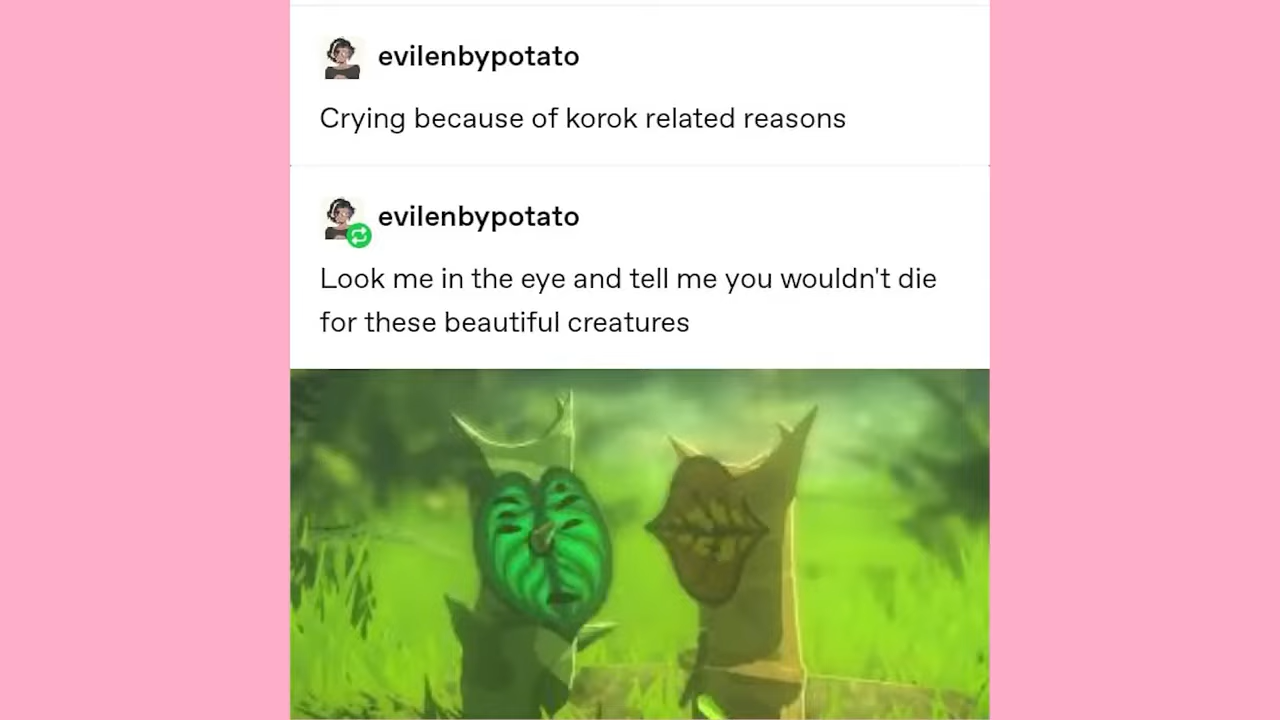 evilenbypotato
Crying because of korok related reasons
evilenbypotato
Look me in the eye and tell me you wouldn't die
for these beautiful creatures